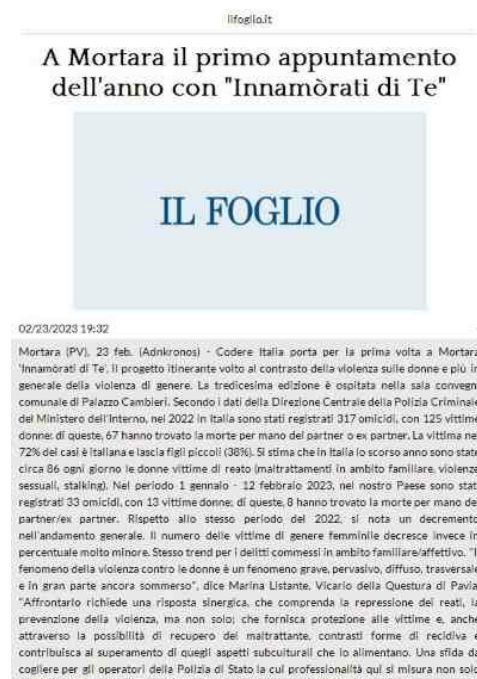 ilfoglio.it
A Mortara il primo appuntamento
dell'anno con "Innamòrati di Te"
IL FOGLIO
02/23/2023 19:32
Mortara (PV), 23 feb. (Adnkronos) - Codere Italia porta per la prima volta a Mortara
'Innamórati di Te', il progetto itinerante volto al contrasto della violenza sulle donne e più in
generale della violenza di genere. La tredicesima edizione è ospitata nella sala convegni
comunale di Palazzo Cambieri. Secondo i dati della Direzione Centrale della Polizia Criminale
del Ministero dell'Interno, nel 2022 in Italia sono stati registrati 317 omicidi, con 125 vittime
donne: di queste, 67 hanno trovato la morte per mano del partner o ex partner. La vittima nel
72% dei casi è italiana e lascia figli piccoli (38%). Si stima che in Italia lo scorso anno sono state
circa 86 ogni giorno le donne vittime di reato (maltrattamenti in ambito familiare, violenze
sessuali, stalking). Nel periodo 1 gennaio - 12 febbraio 2023, nel nostro Paese sono stati
registrati 33 omicidi, con 13 vittime donne; di queste, 8 hanno trovato la morte per mano del
partner/ex partner. Rispetto allo stesso periodo del 2022, si nota un decremento
nell'andamento generale. Il numero delle vittime di genere femminile decresce invece in
percentuale molto minore. Stesso trend per i delitti commessi in ambito familiare/affettivo. "Il
fenomeno della violenza contro le donne è un fenomeno grave, pervasivo, diffuso, trasversale
e in gran parte ancora sommerso", dice Marina Listante, Vicario della Questura di Pavia.
"Affrontarlo richiede una risposta sinergica, che comprenda la repressione dei reati, la
prevenzione della violenza, ma non solo; che fornisca protezione alle vittime e, anche
attraverso la possibilità di recupero del maltrattante, contrasti forme di recidiva e
contribuisca al superamento di quegli aspetti subculturali che lo alimentano. Una sfida da
cogliere per gli operatori della Polizia di Stato la cui professionalità qui si misura non solo